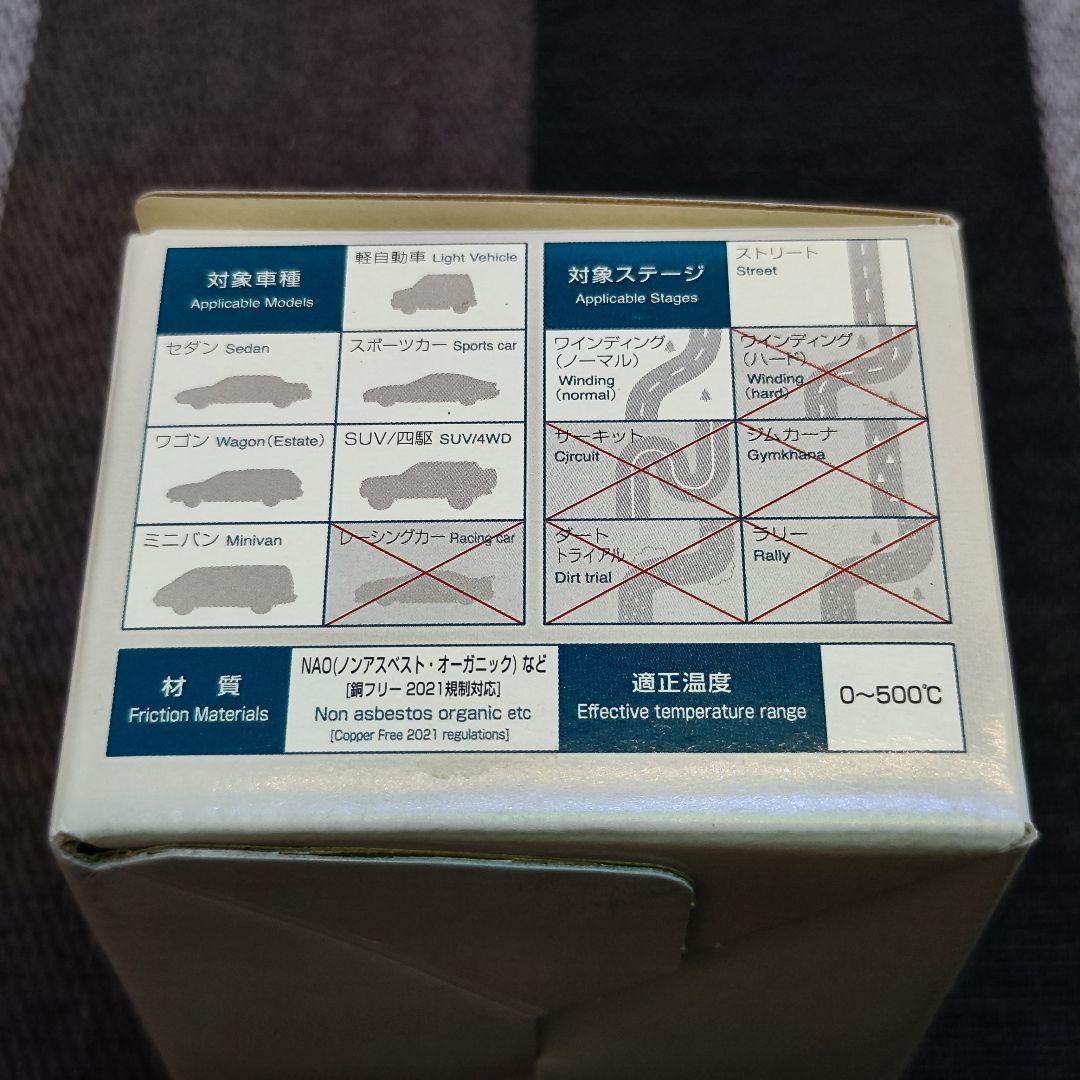 対象車種
Applicable Models
軽自動車 Light Vehicle
セダン Sedan
スポーツカー Sports car
ワゴン Wagon(Estate)
SUV/四駆 SUV/4WD
ミニバン Minivan
レーシングカー Racing car
対象ステージ
Applicable Stages
ストリート
Street
ワインディング
(ノーマル)
Winding
(normal)
ワインディング
(ハード)
Winding
(hard)
サーキット
Circuit
ジムカーナ
Gymkhana
ダート
トライアル
Dirt trial
ラリー
Rally
材 質
Friction Materials
NAO(ノンアスベスト・オーガニック) など
[銅フリー 2021規制対応]
Non asbestos organic etc
[Copper Free 2021 regulations]
適正温度
Effective temperature range
0〜500℃